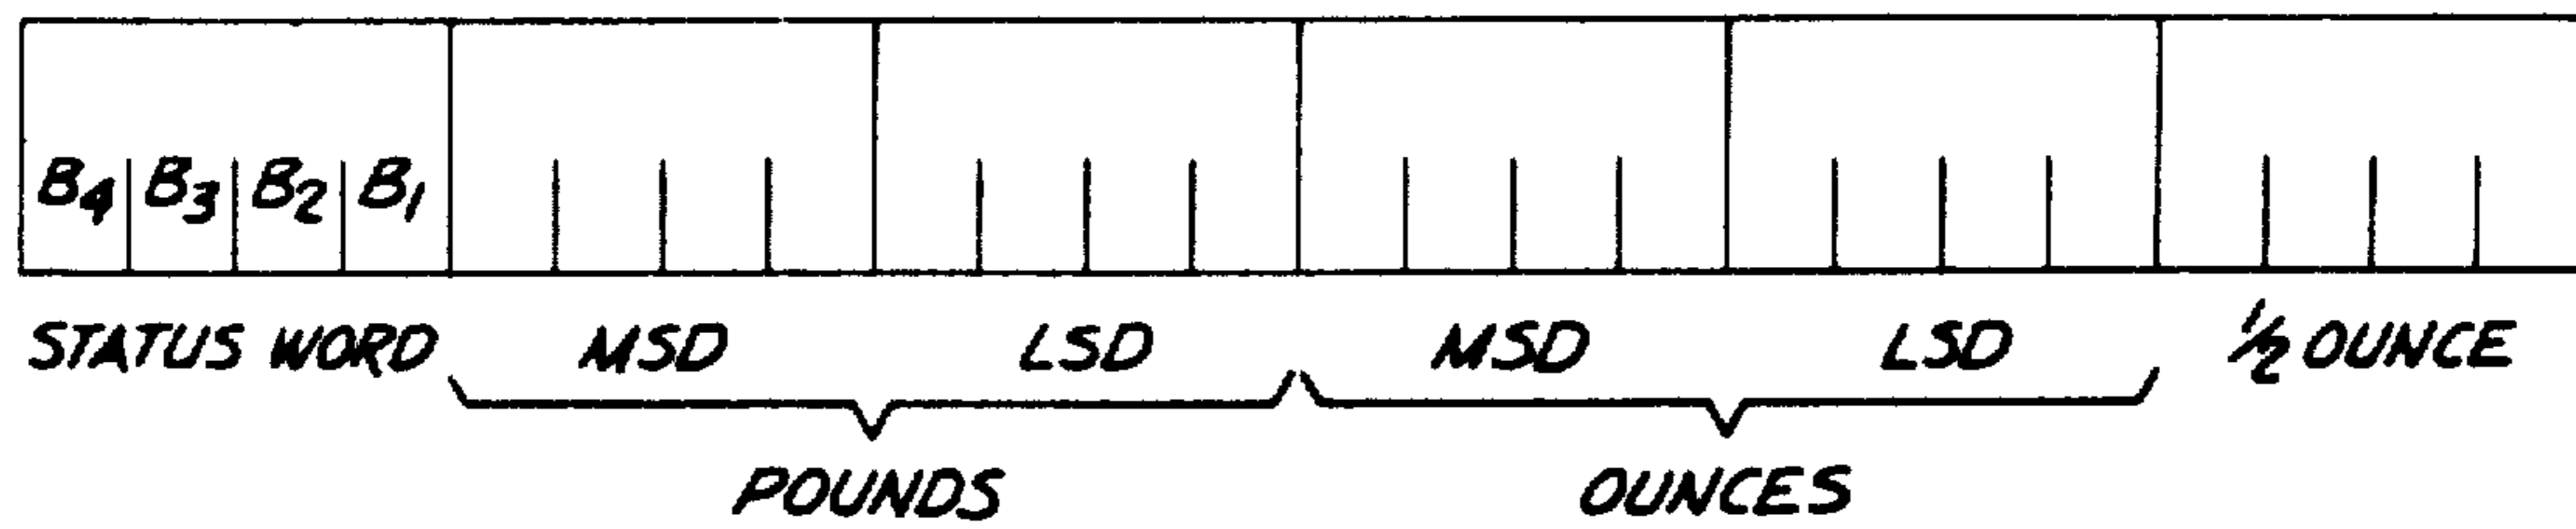 B4 B3 B2 B1
STATUS WORD MSD LSD MSD LSD 1/2 OUNCE
POUNDS OUNCES